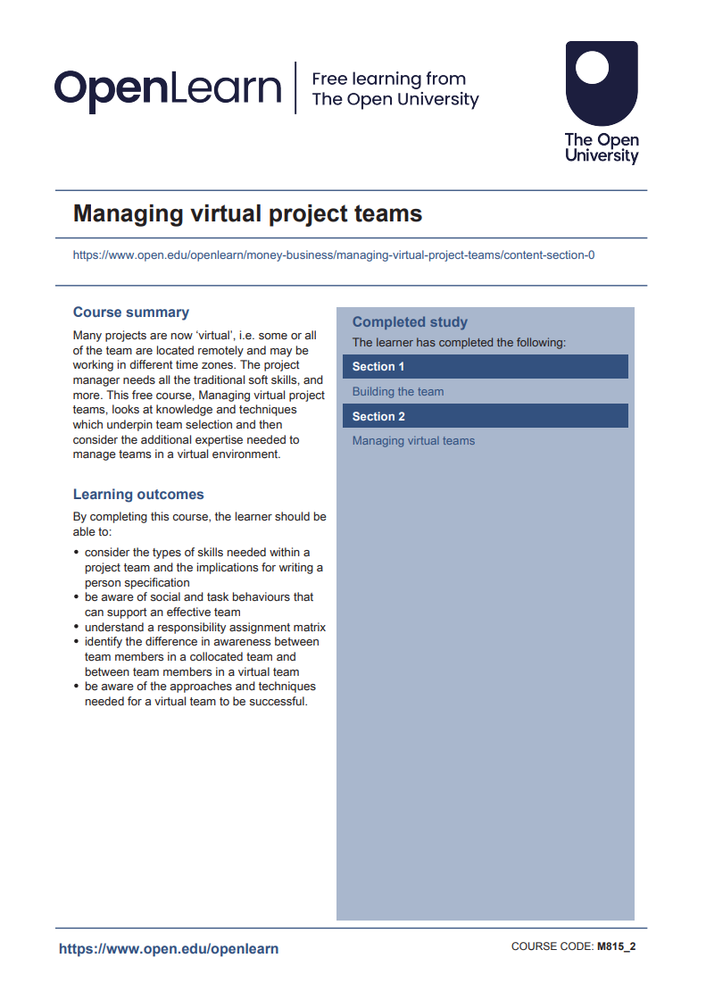 OpenLearn
Free learning from
The Open University
The Open
University
Managing virtual project teams
https://www.open.edu/openlearn/money-business/managing-virtual-project-teams/content-section-0
Course summary
Many projects are now ‘virtual’, i.e. some or all
of the team are located remotely and may be
working in different time zones. The project
manager needs all the traditional soft skills, and
more. This free course, Managing virtual project
teams, looks at knowledge and techniques
which underpin team selection and then
consider the additional expertise needed to
manage teams in a virtual environment.
Learning outcomes
By completing this course, the learner should be
able to:
• consider the types of skills needed within a
project team and the implications for writing a
person specification
• be aware of social and task behaviours that
can support an effective team
• understand a responsibility assignment matrix
• identify the difference in awareness between
team members in a collocated team and
between team members in a virtual team
• be aware of the approaches and techniques
needed for a virtual team to be successful.
Completed study
The learner has completed the following:
Section 1
Building the team
Section 2
Managing virtual teams
https://www.open.edu/openlearn
COURSE CODE: M815_2